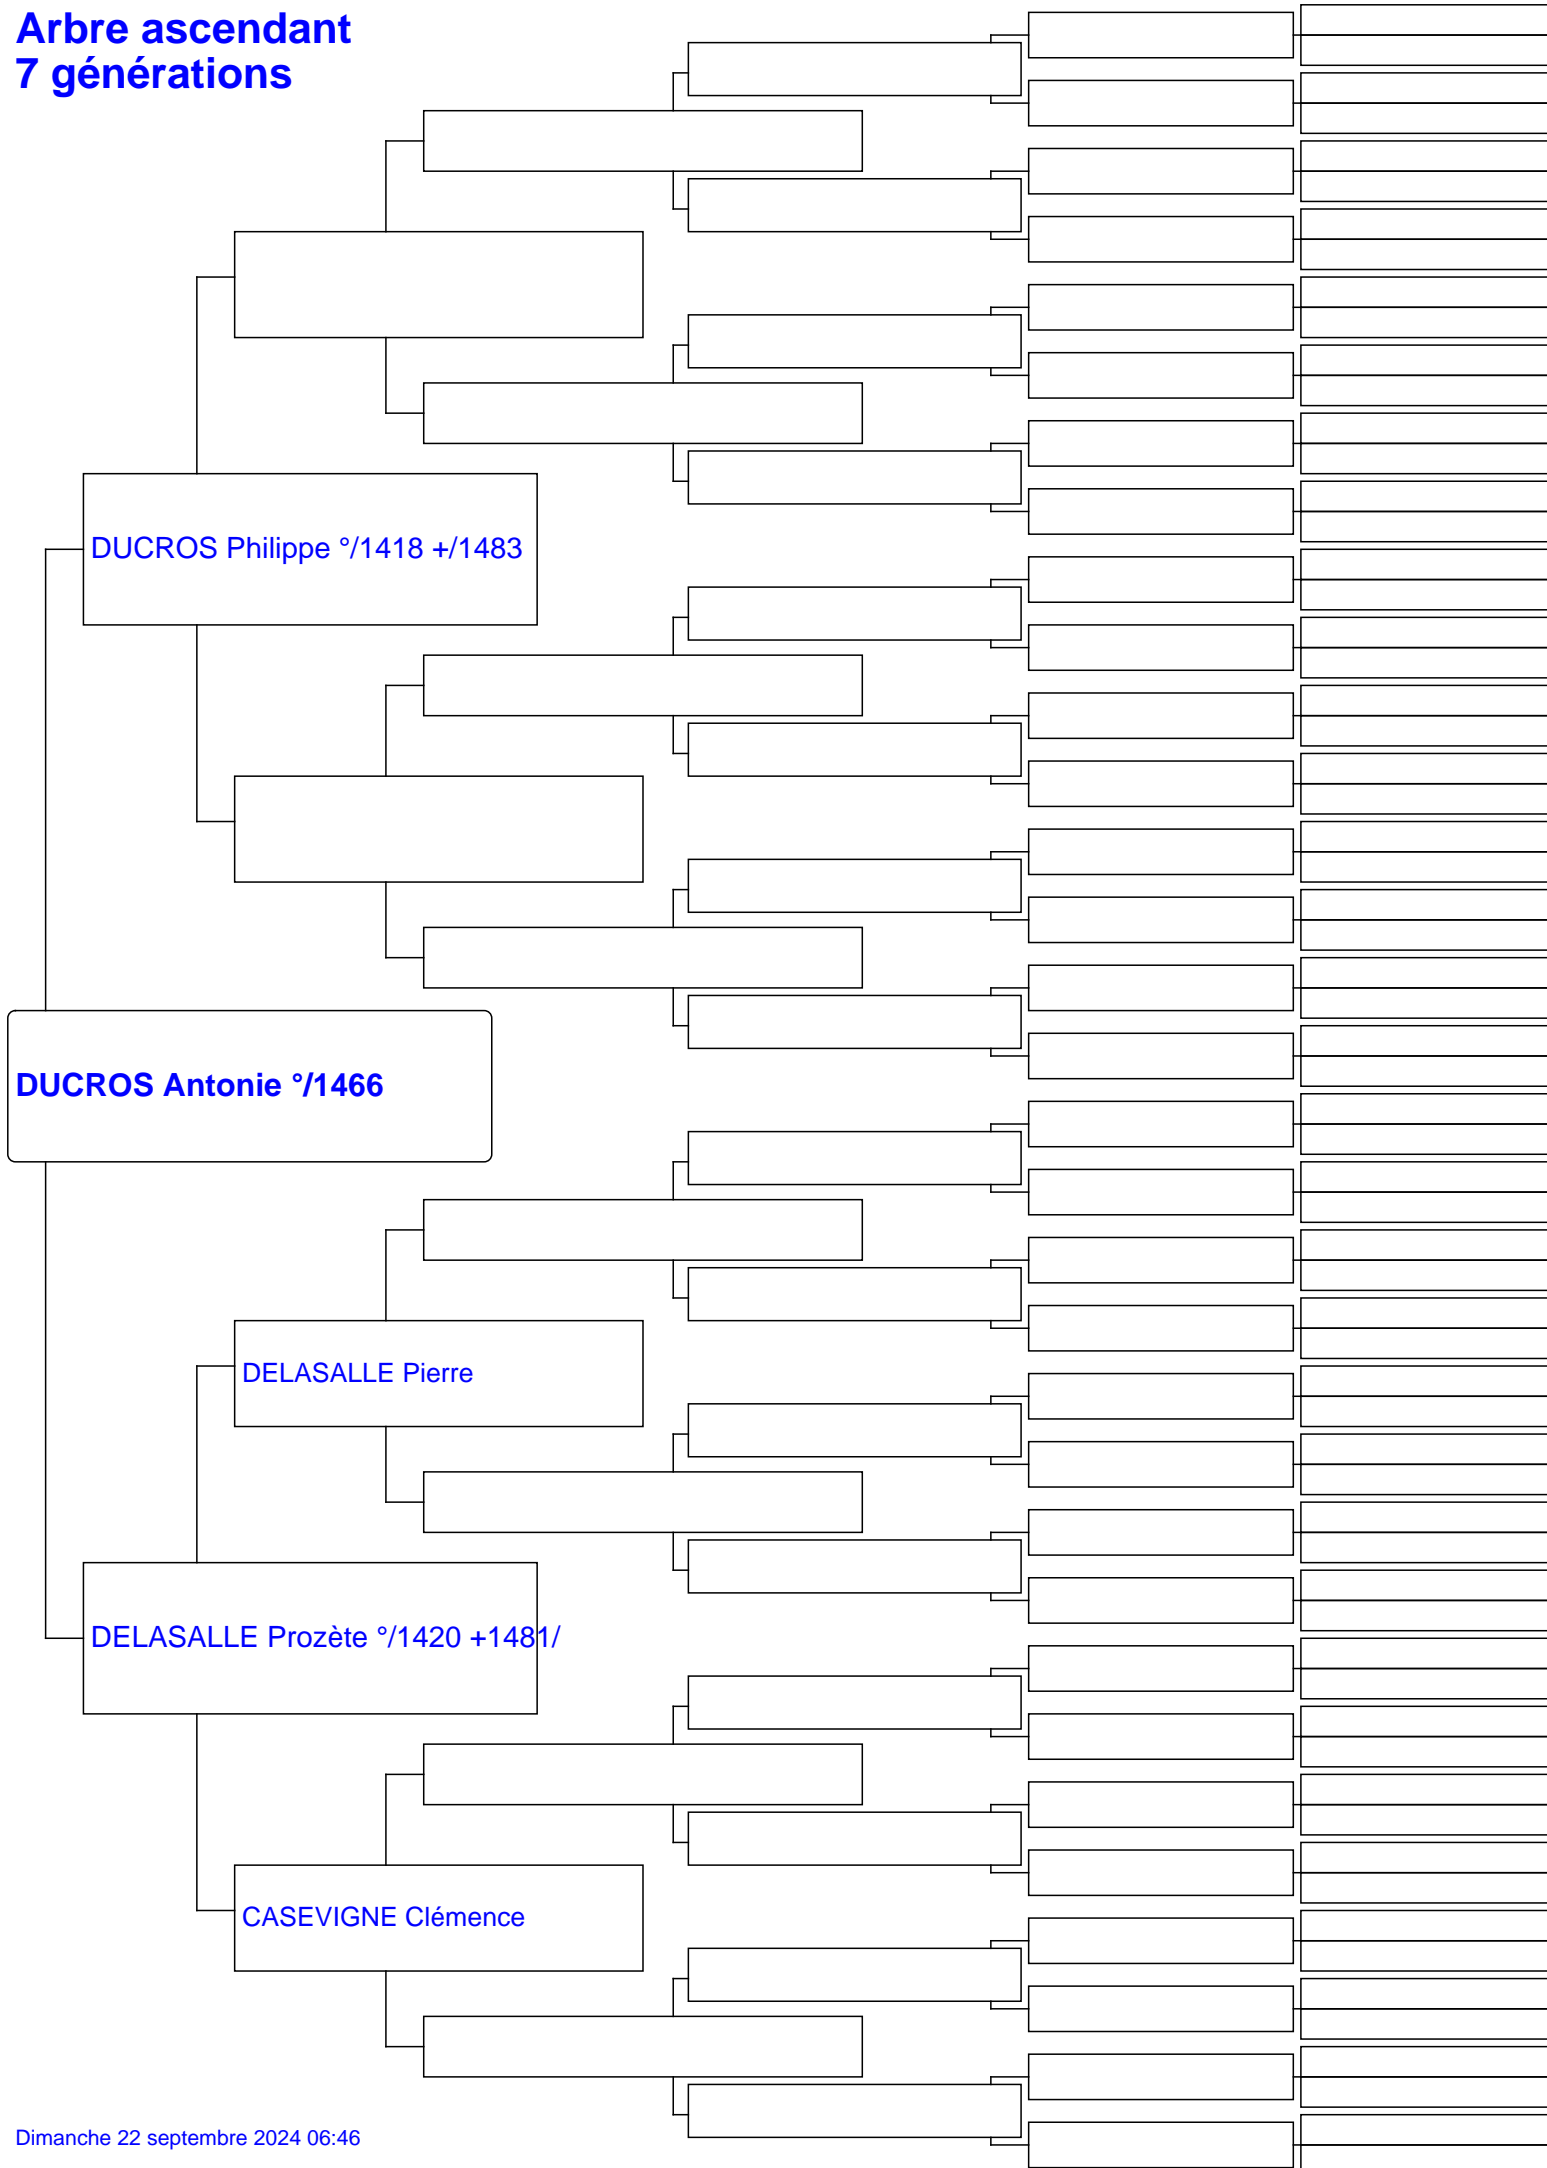 Arbre ascendant
7 générations
DUCROS Philippe °/1418 +/1483
DUCROS Antonie °/1466
DELASALLE Pierre
DELASALLE Prozète °/1420 +1481/
CASEVIGNE Clémence
Dimanche 22 septembre 2024 06:46